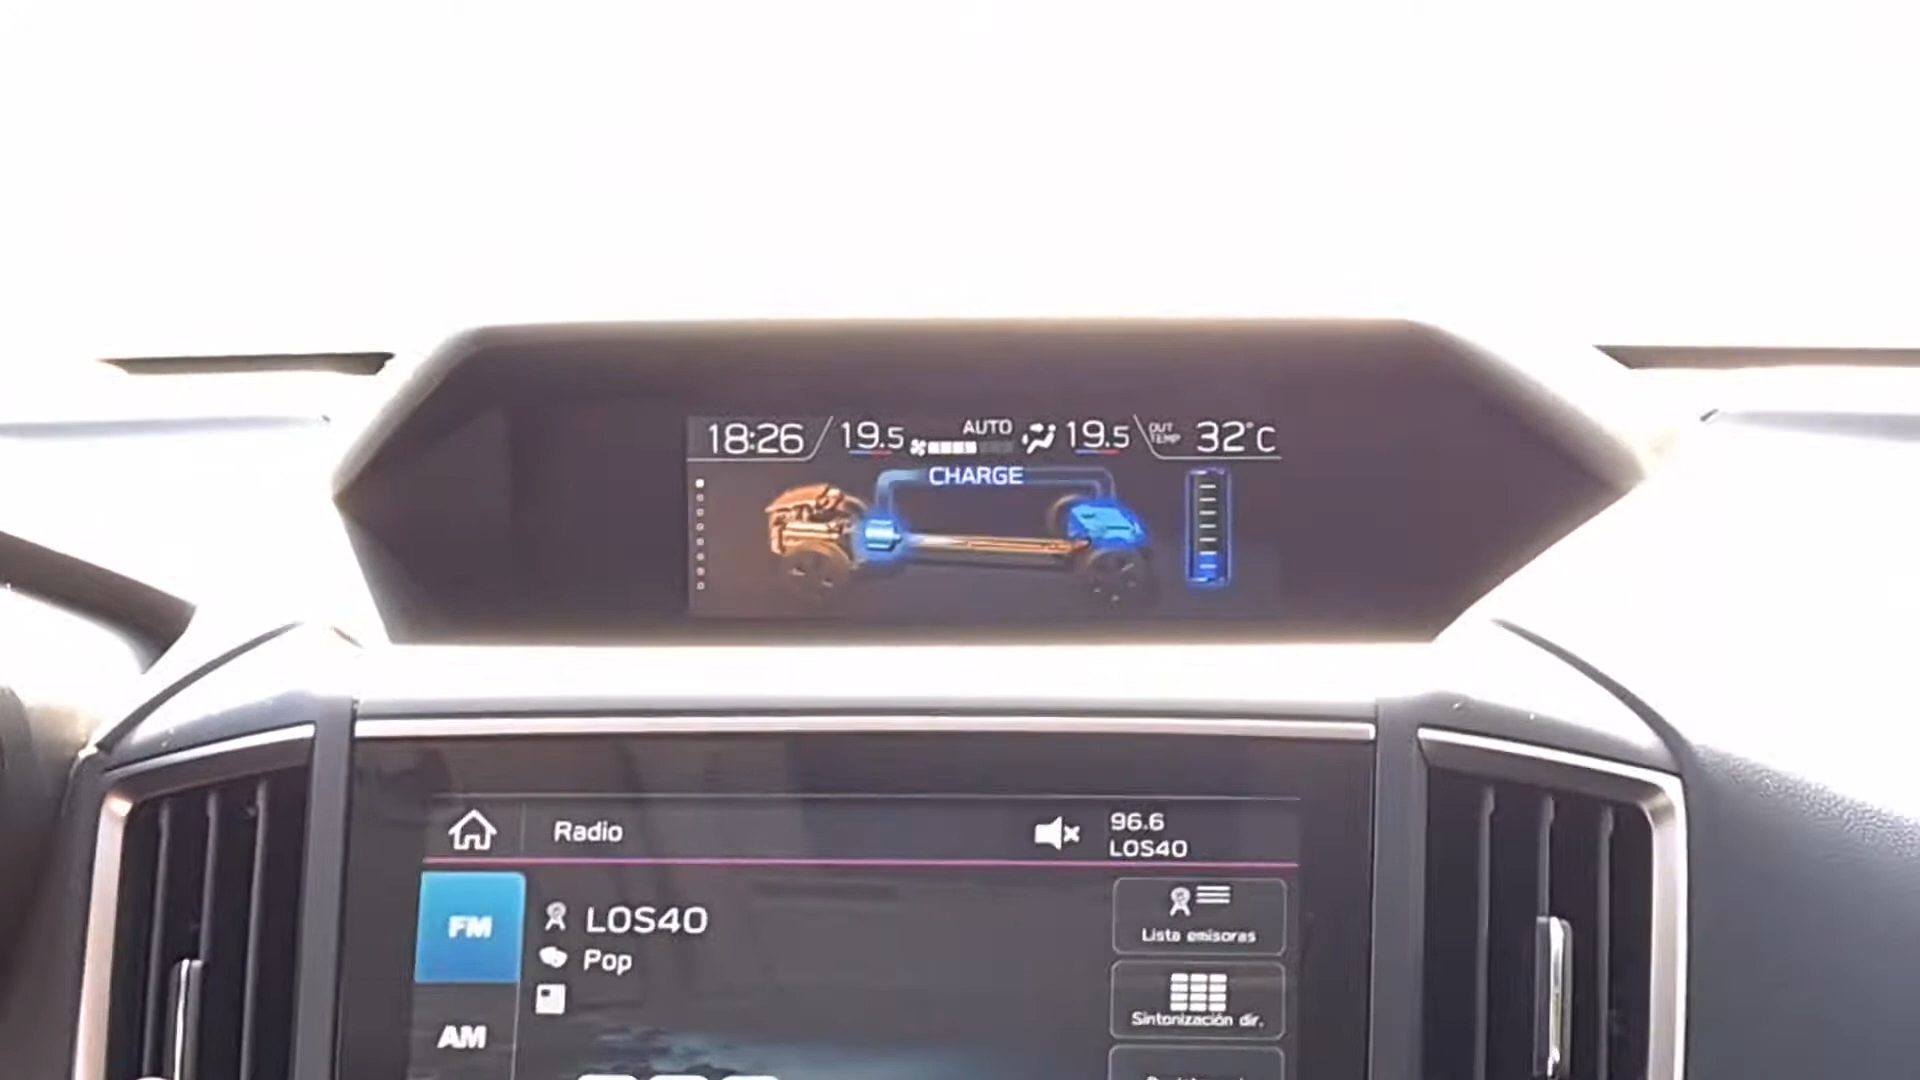 18:26 19.5 AUTO 19.5 OUT TEMP 32°C
CHARGE
Radio
96.6
LOS40
FM
LOS40
Pop
Lista emisoras
AM
Sintonización dir.